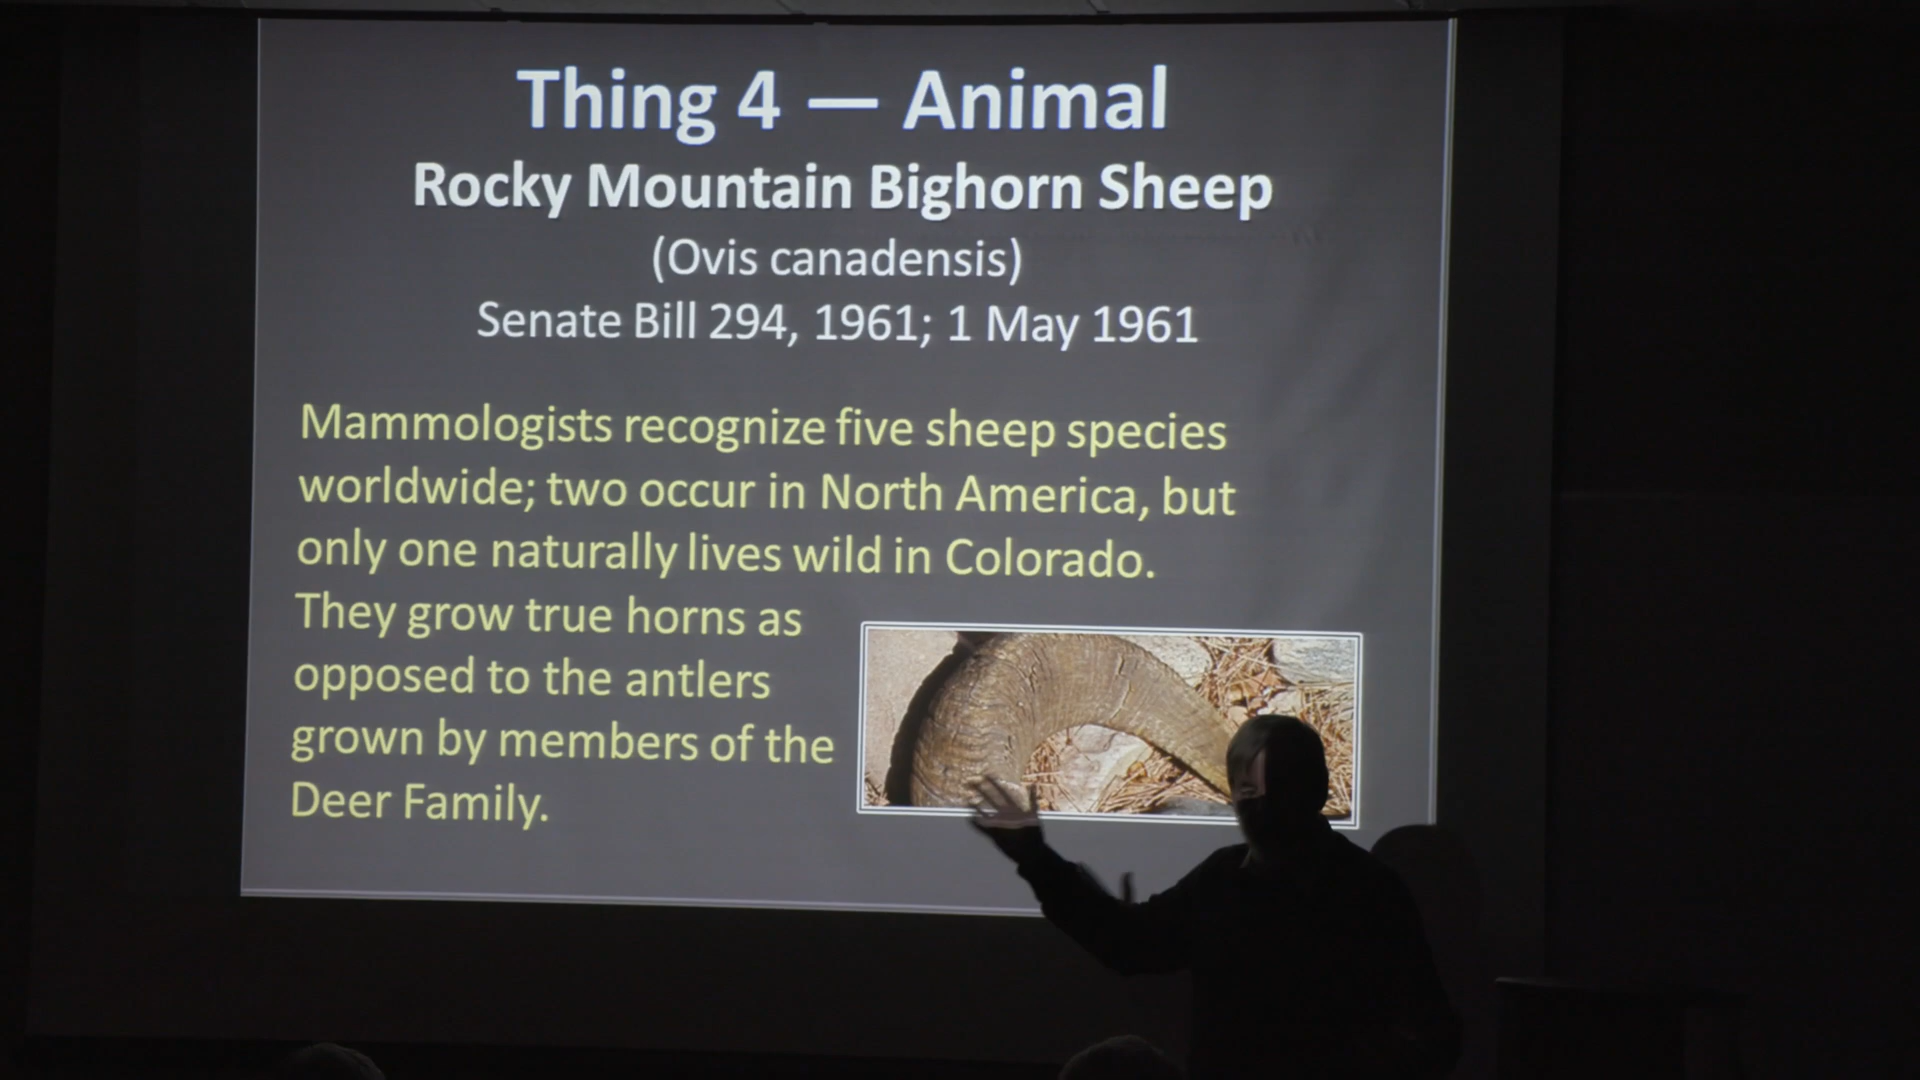 Thing 4 — Animal
Rocky Mountain Bighorn Sheep
(Ovis canadensis)
Senate Bill 294, 1961; 1 May 1961
Mammologists recognize five sheep species
worldwide; two occur in North America, but
only one naturally lives wild in Colorado.
They grow true horns as
opposed to the antlers
grown by members of the
Deer Family.